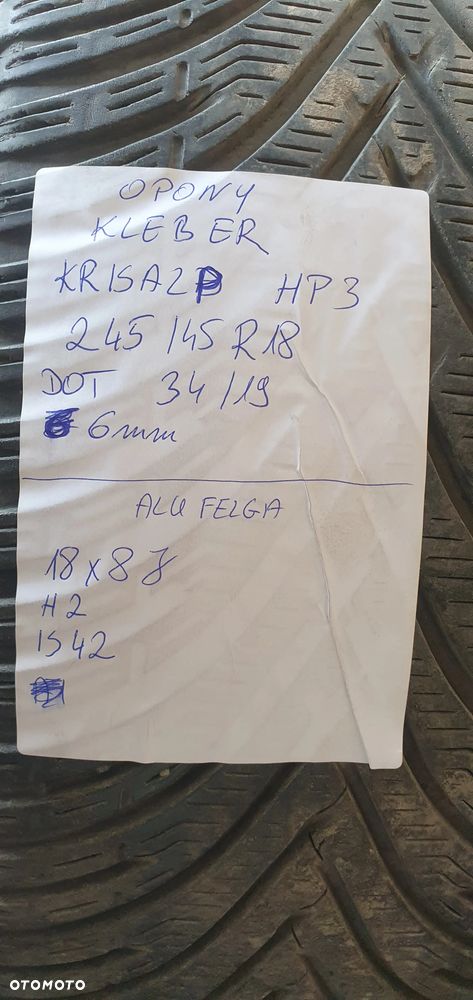 OPONY
KLEBER
KRISALP HP3
245/45 R18
DOT 34/19
6mm
ALU FELGA
18x8J
H2
IS42
OTOMOTO